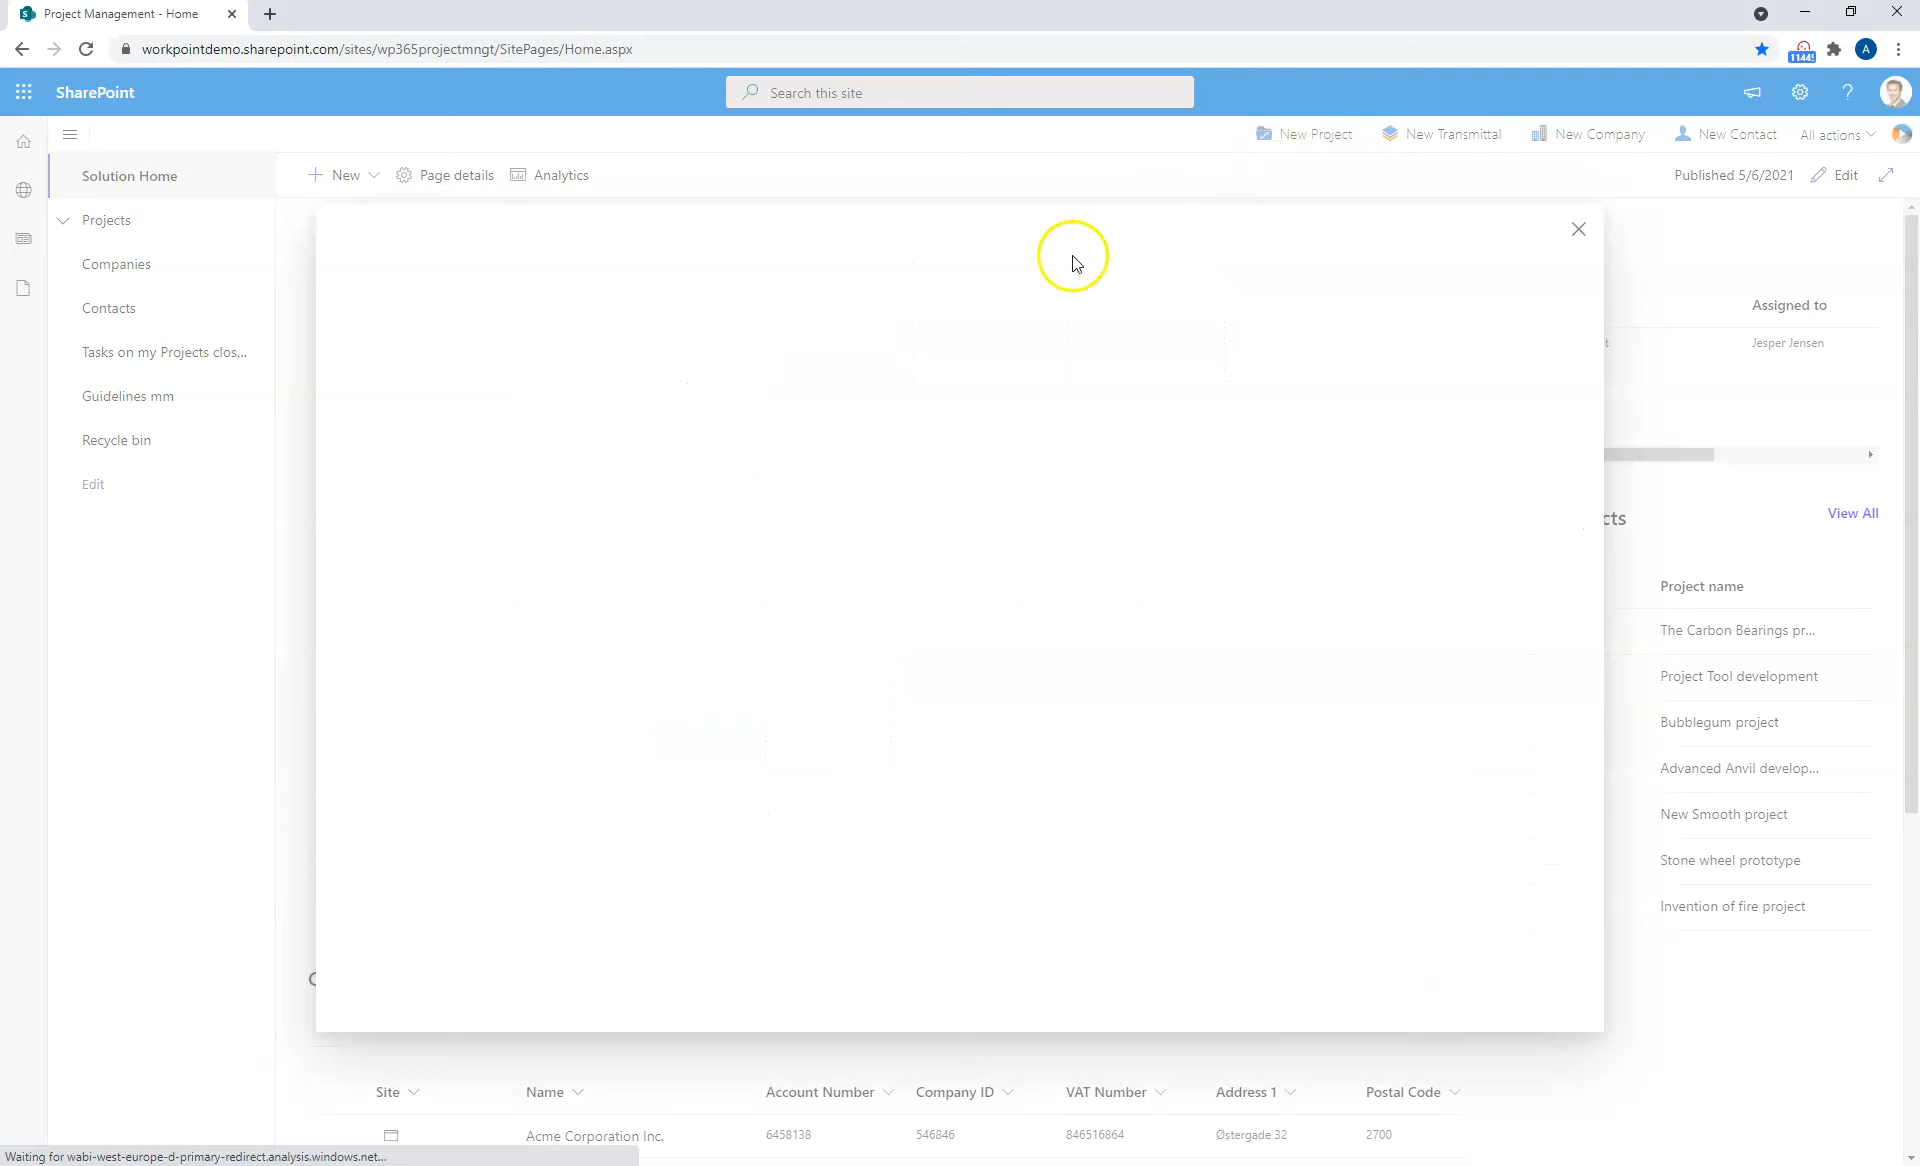 Project Management - Home
workpointdemo.sharepoint.com/sites/wp365projectmngt/SitePages/Home.aspx
11445
A
SharePoint
Search this site
New Project
New Transmittal
New Company
New Contact
All actions
Solution Home
New
Page details
Analytics
Published 5/6/2021
Edit
Projects
Companies
Contacts
Tasks on my Projects clos...
Guidelines mm
Recycle bin
Edit
Assigned to
t
Jesper Jensen
cts
View All
Project name
The Carbon Bearings pr...
Project Tool development
Bubblegum project
Advanced Anvil develop...
New Smooth project
Stone wheel prototype
Invention of fire project
Site
Name
Account Number
Company ID
VAT Number
Address 1
Postal Code
Acme Corporation Inc.
6458138
546846
846516864
Østergade 32
2700
Waiting for wabi-west-europe-d-primary-redirect.analysis.windows.net...